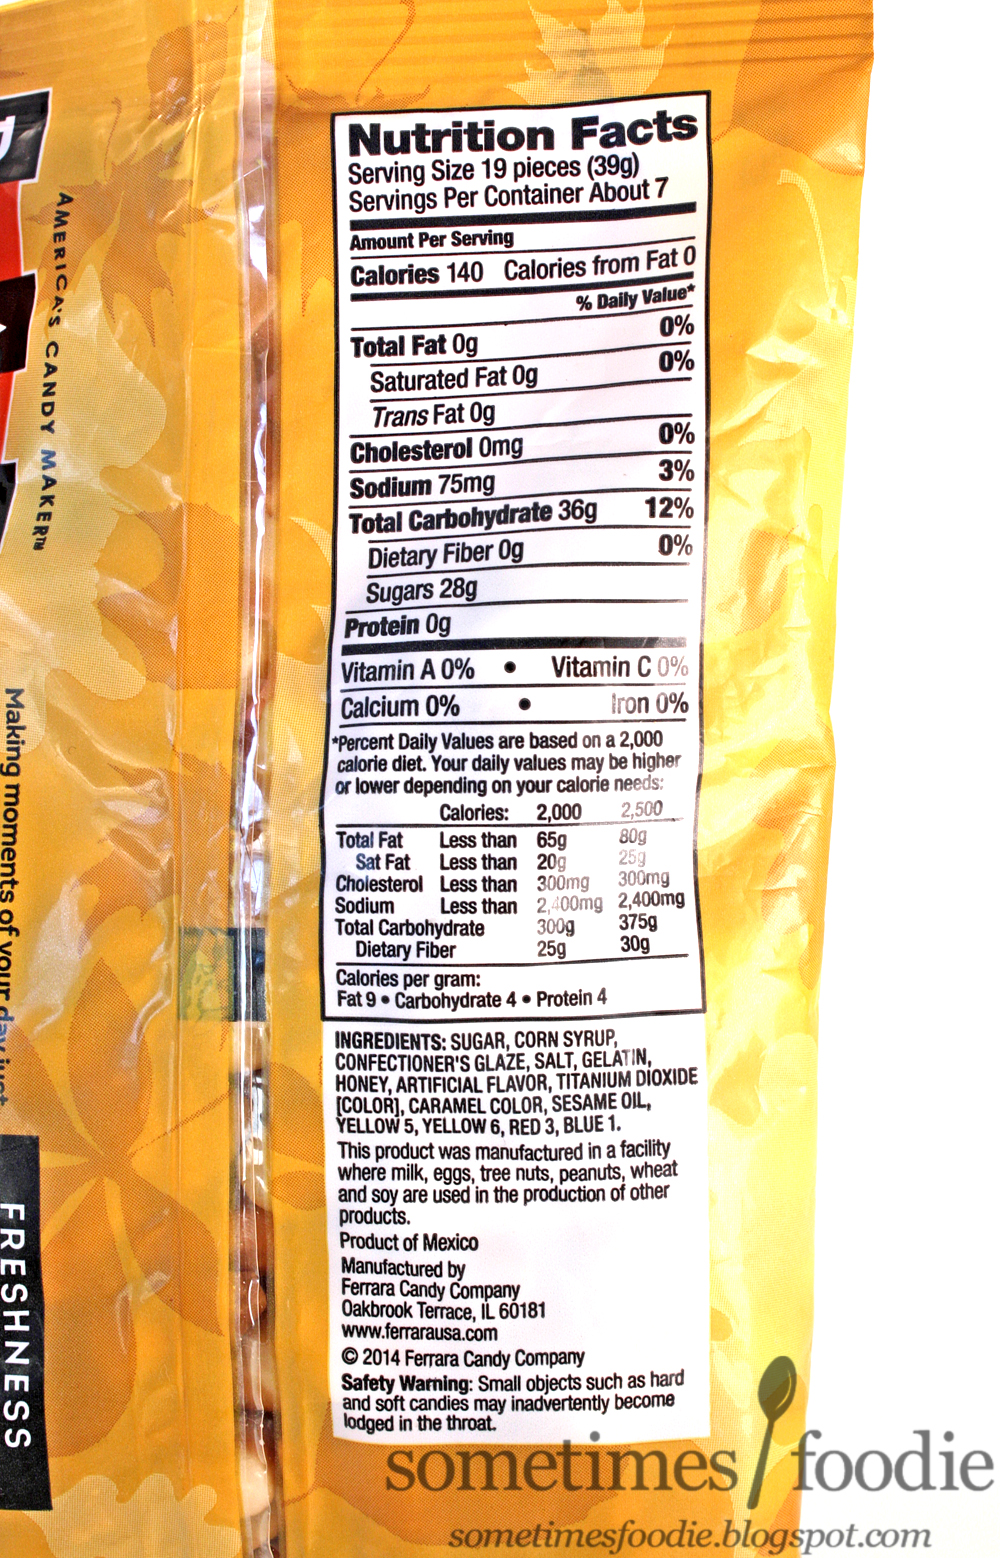 AMERICA'S CANDY MAKER™
Making moments of your day just
FRESHNESS
Nutrition Facts
Serving Size 19 pieces (39g)
Servings Per Container About 7
Amount Per Serving
Calories 140 Calories from Fat 0
% Daily Value*
Total Fat 0g 0%
Saturated Fat 0g 0%
Trans Fat 0g
Cholesterol 0mg 0%
Sodium 75mg 3%
Total Carbohydrate 36g 12%
Dietary Fiber 0g 0%
Sugars 28g
Protein 0g
Vitamin A 0% • Vitamin C 0%
Calcium 0% • Iron 0%
*Percent Daily Values are based on a 2,000
calorie diet. Your daily values may be higher
or lower depending on your calorie needs:
Calories: 2,000 2,500
Total Fat Less than 65g 80g
Sat Fat Less than 20g 25g
Cholesterol Less than 300mg 300mg
Sodium Less than 2,400mg 2,400mg
Total Carbohydrate 300g 375g
Dietary Fiber 25g 30g
Calories per gram:
Fat 9 • Carbohydrate 4 • Protein 4
INGREDIENTS: SUGAR, CORN SYRUP,
CONFECTIONER'S GLAZE, SALT, GELATIN,
HONEY, ARTIFICIAL FLAVOR, TITANIUM DIOXIDE
[COLOR], CARAMEL COLOR, SESAME OIL,
YELLOW 5, YELLOW 6, RED 3, BLUE 1.
This product was manufactured in a facility
where milk, eggs, tree nuts, peanuts, wheat
and soy are used in the production of other
products.
Product of Mexico
Manufactured by
Ferrara Candy Company
Oakbrook Terrace, IL 60181
www.ferrarausa.com
© 2014 Ferrara Candy Company
Safety Warning: Small objects such as hard
and soft candies may inadvertently become
lodged in the throat.
sometimes foodie
sometimesfoodie.blogspot.com